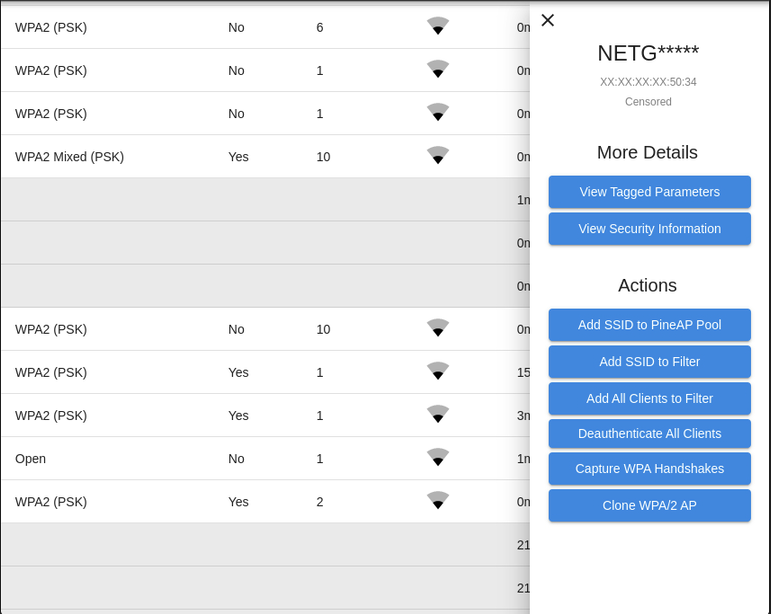 WPA2 (PSK) No 6 0n
WPA2 (PSK) No 1 0n
WPA2 (PSK) No 1 0n
WPA2 Mixed (PSK) Yes 10 0n
1n
0n
0n
WPA2 (PSK) No 10 0n
WPA2 (PSK) Yes 1 15
WPA2 (PSK) Yes 1 3n
Open No 1 1n
WPA2 (PSK) Yes 2 0n
21
21
NETG*****
XX:XX:XX:XX:50:34
Censored
More Details
View Tagged Parameters
View Security Information
Actions
Add SSID to PineAP Pool
Add SSID to Filter
Add All Clients to Filter
Deauthenticate All Clients
Capture WPA Handshakes
Clone WPA/2 AP